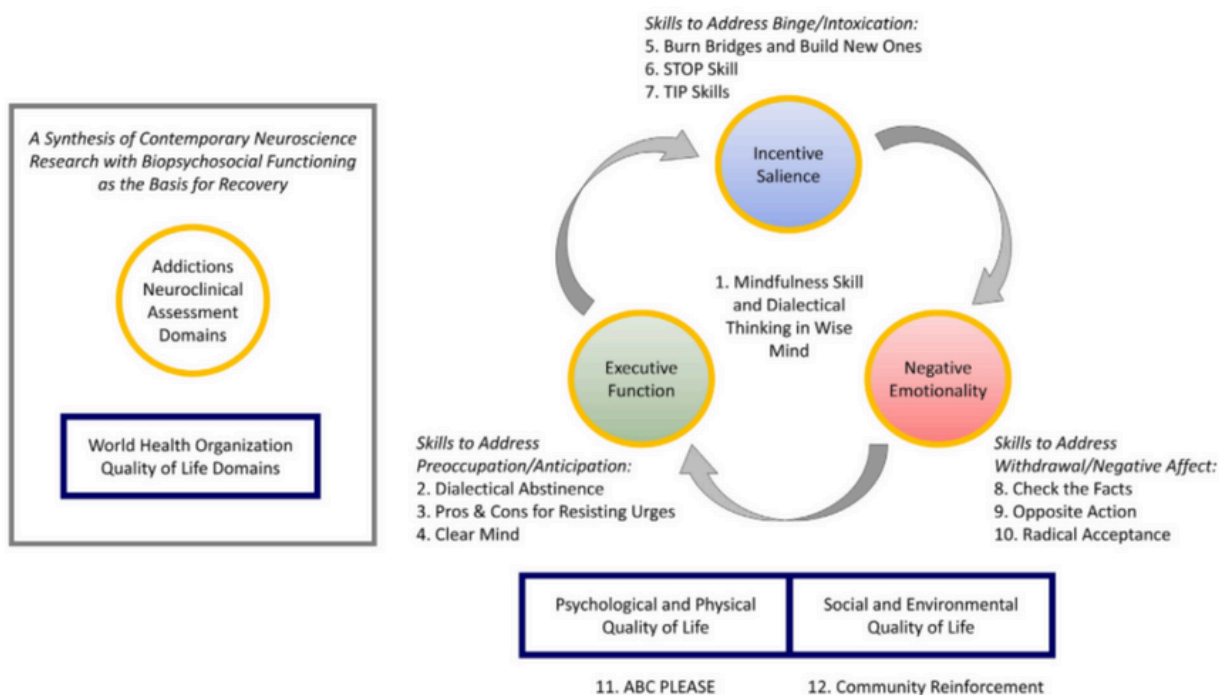 A Synthesis of Contemporary Neuroscience
Research with Biopsychosocial Functioning
as the Basis for Recovery
Addictions
Neuroclinical
Assessment
Domains
World Health Organization
Quality of Life Domains
Skills to Address Binge/Intoxication:
5. Burn Bridges and Build New Ones
6. STOP Skill
7. TIP Skills
Incentive
Salience
1. Mindfulness Skill
and Dialectical
Thinking in Wise
Mind
Executive
Function
Negative
Emotionality
Skills to Address
Preoccupation/Anticipation:
2. Dialectical Abstinence
3. Pros & Cons for Resisting Urges
4. Clear Mind
Skills to Address
Withdrawal/Negative Affect:
8. Check the Facts
9. Opposite Action
10. Radical Acceptance
Psychological and Physical
Quality of Life
Social and Environmental
Quality of Life
11. ABC PLEASE
12. Community Reinforcement